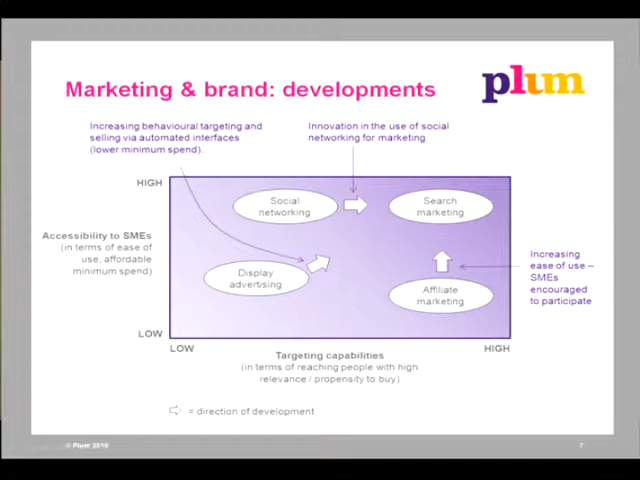 plum
Marketing & brand: developments
Increasing behavioural targeting and
selling via automated interfaces
(lower minimum spend).
Innovation in the use of social
networking for marketing
HIGH
Social
networking
Search
marketing
Accessibility to SMEs
(in terms of ease of
use, affordable
minimum spend)
Display
advertising
Affiliate
marketing
Increasing
ease of use –
SMEs
encouraged
to participate
LOW
LOW
HIGH
Targeting capabilities
(in terms of reaching people with high
relevance / propensity to buy)
= direction of development
© Plum 2010
7